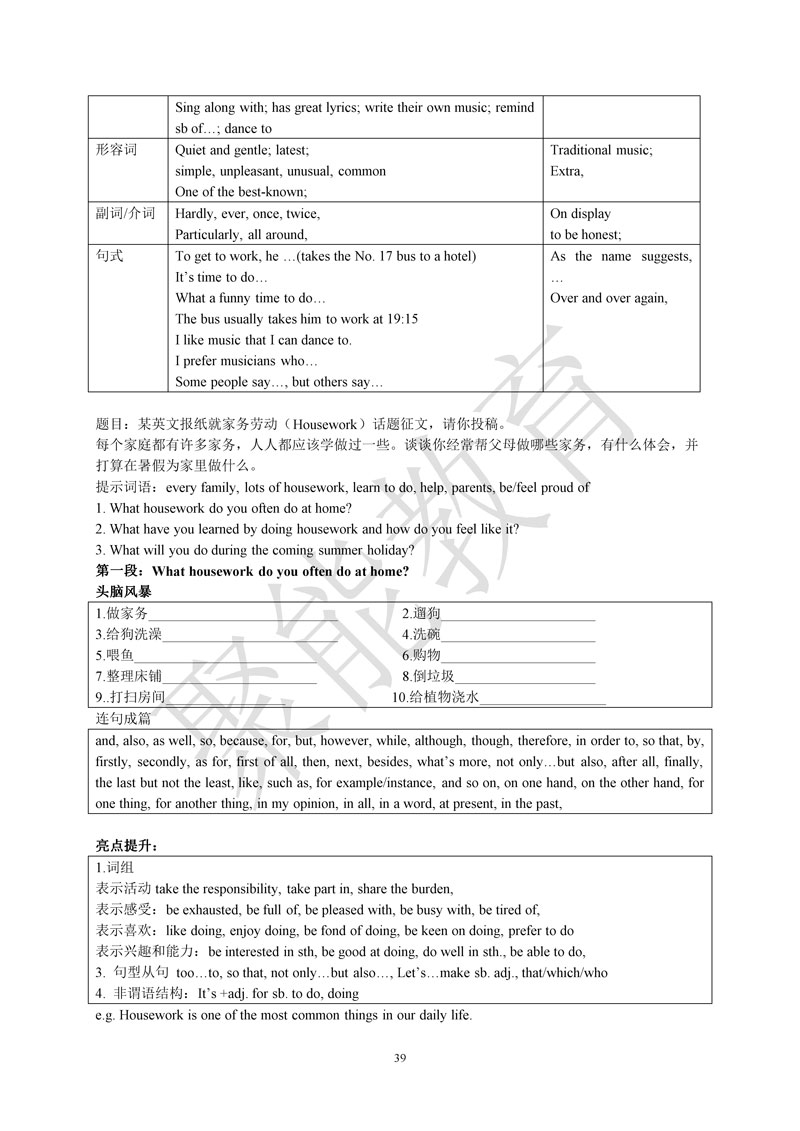 Sing along with; has great lyrics; write their own music; remind
sb of…; dance to
形容词
Quiet and gentle; latest;
simple, unpleasant, unusual, common
One of the best-known;
Traditional music;
Extra,
副词/介词
Hardly, ever, once, twice,
Particularly, all around,
On display
to be honest;
句式
To get to work, he …(takes the No. 17 bus to a hotel)
It's time to do…
What a funny time to do…
The bus usually takes him to work at 19:15
I like music that I can dance to.
I prefer musicians who…
Some people say…, but others say…
As the name suggests,
…
Over and over again,
题目：某英文报纸就家务劳动（Housework）话题征文，请你投稿。
每个家庭都有许多家务，人人都应该学做过一些。谈谈你经常帮父母做哪些家务，有什么体会，并
打算在暑假为家里做什么。
提示词语：every family, lots of housework, learn to do, help, parents, be/feel proud of
1. What housework do you often do at home?
2. What have you learned by doing housework and how do you feel like it?
3. What will you do during the coming summer holiday?
第一段：What housework do you often do at home?
头脑风暴
1.做家务___________________________ 2.遛狗______________________
3.给狗洗澡_________________________ 4.洗碗______________________
5.喂鱼__________________________ 6.购物______________________
7.整理床铺______________________ 8.倒垃圾____________________
9..打扫房间_________________ 10.给植物浇水__________________
连句成篇
and, also, as well, so, because, for, but, however, while, although, though, therefore, in order to, so that, by,
firstly, secondly, as for, first of all, then, next, besides, what's more, not only…but also, after all, finally,
the last but not the least, like, such as, for example/instance, and so on, on one hand, on the other hand, for
one thing, for another thing, in my opinion, in all, in a word, at present, in the past,
亮点提升：
1.词组
表示活动 take the responsibility, take part in, share the burden,
表示感受：be exhausted, be full of, be pleased with, be busy with, be tired of,
表示喜欢：like doing, enjoy doing, be fond of doing, be keen on doing, prefer to do
表示兴趣和能力：be interested in sth, be good at doing, do well in sth., be able to do,
3. 句型从句 too…to, so that, not only…but also…, Let's…make sb. adj., that/which/who
4. 非谓语结构：It's +adj. for sb. to do, doing
e.g. Housework is one of the most common things in our daily life.
39
聚能教育